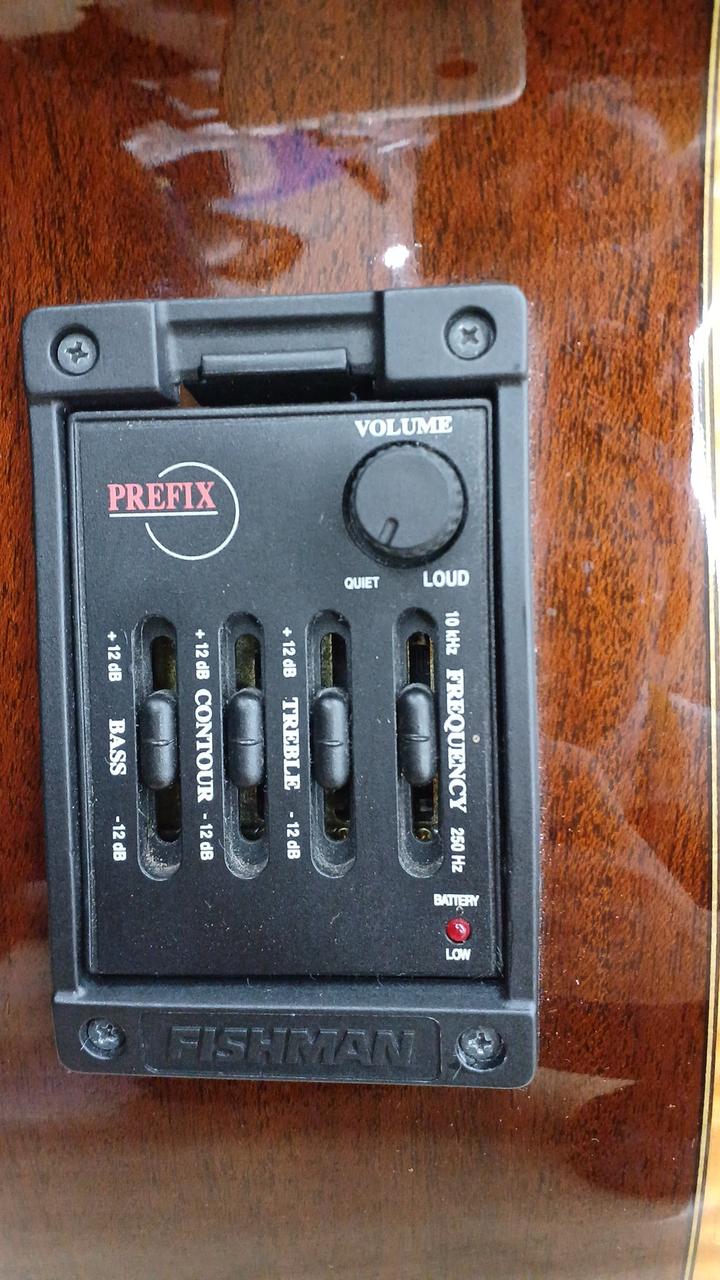 VOLUME
PREFIX
QUIET
LOUD
+ 12 dB
BASS
- 12 dB
+ 12 dB
CONTOUR
- 12 dB
+ 12 dB
TREBLE
- 12 dB
10 kHz
FREQUENCY
250 Hz
BATTERY
LOW
FISHMAN